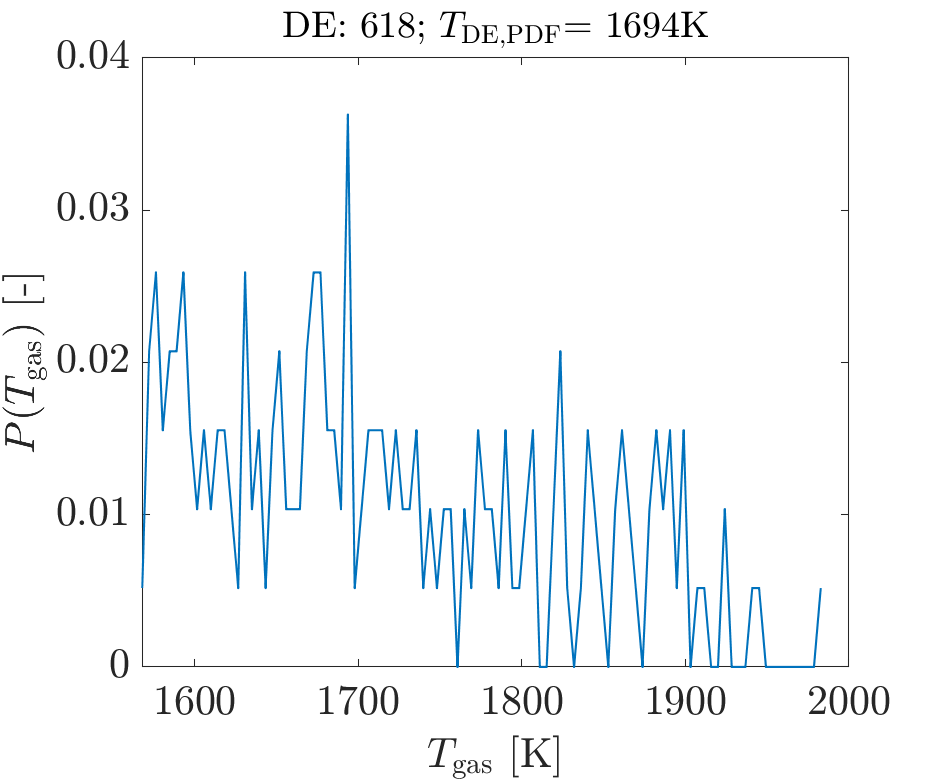 DE: 618; T_DE,PDF= 1694K
0.04
0.03
0.02
0.01
0
P(T_gas) [-]
1600 1700 1800 1900 2000
T_gas [K]